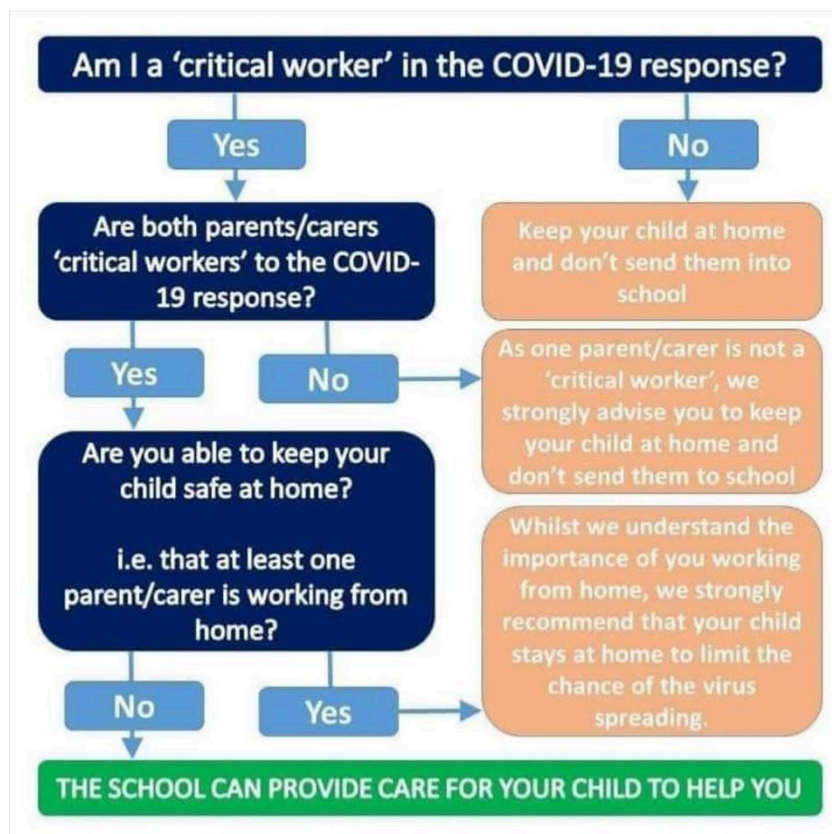 Am I a ‘critical worker’ in the COVID-19 response?
Yes
No
Are both parents/carers
‘critical workers’ to the COVID-
19 response?
Keep your child at home
and don’t send them into
school
Yes
No
As one parent/carer is not a
‘critical worker’, we
strongly advise you to keep
your child at home and
don’t send them to school
Are you able to keep your
child safe at home?
i.e. that at least one
parent/carer is working from
home?
Whilst we understand the
importance of you working
from home, we strongly
recommend that your child
stays at home to limit the
chance of the virus
spreading.
No
Yes
THE SCHOOL CAN PROVIDE CARE FOR YOUR CHILD TO HELP YOU